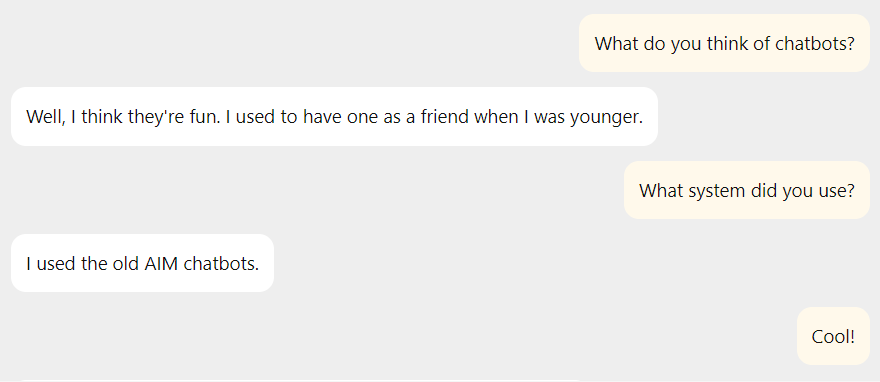 What do you think of chatbots?
Well, I think they're fun. I used to have one as a friend when I was younger.
What system did you use?
I used the old AIM chatbots.
Cool!